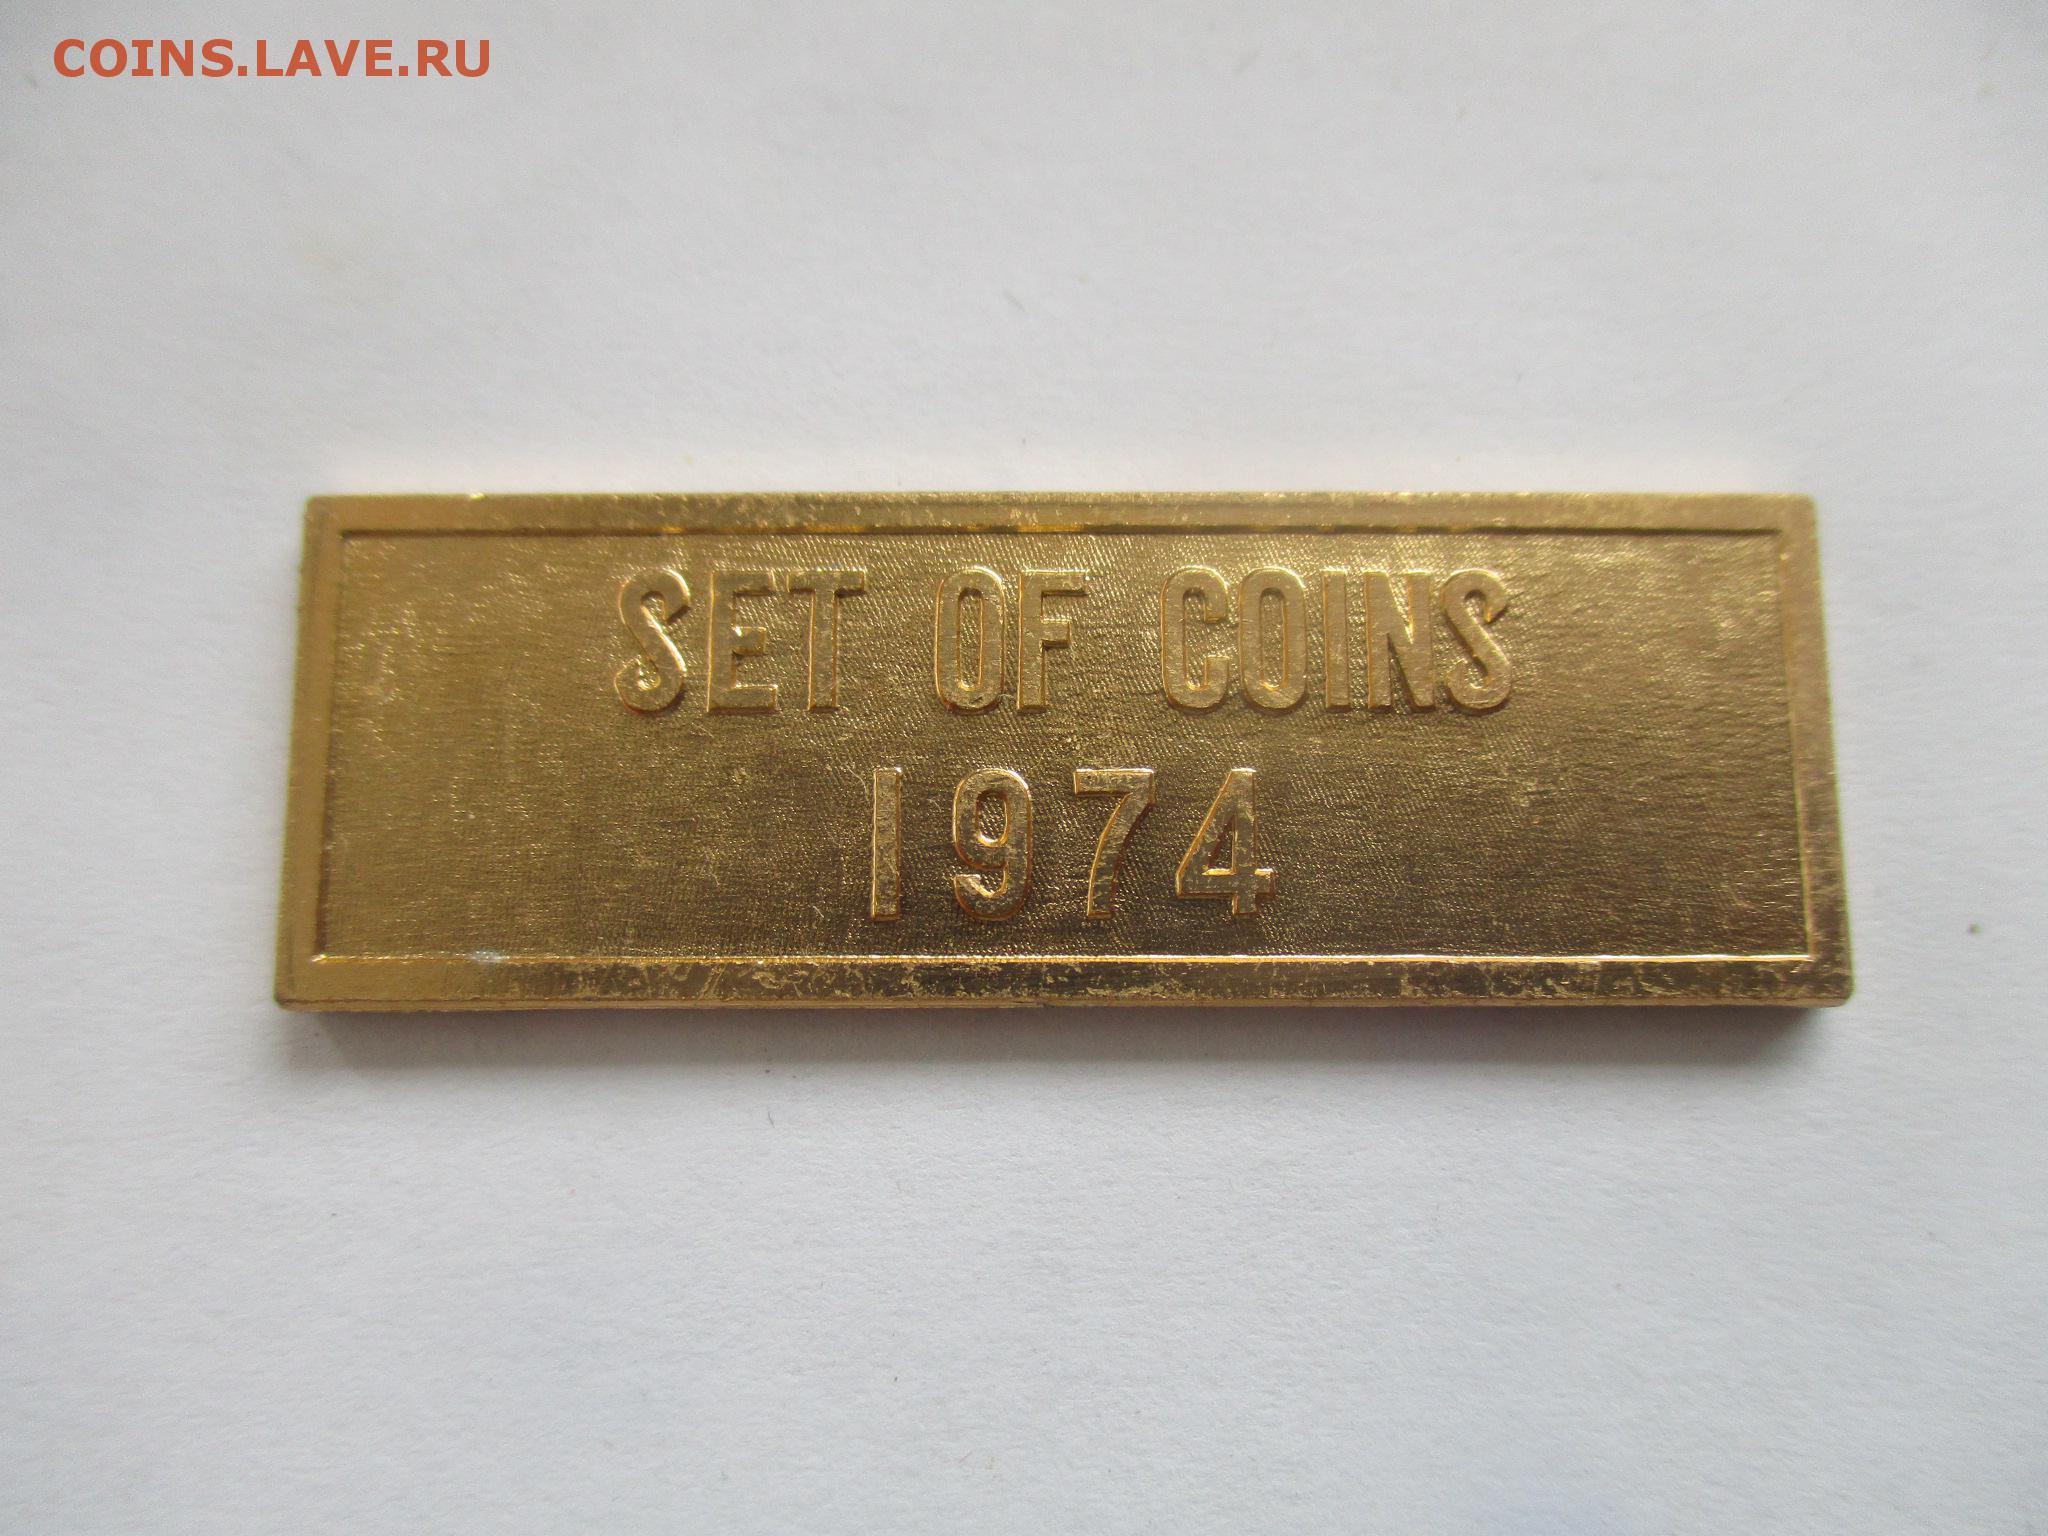 COINS.LAVE.RU
SET OF COINS
1974